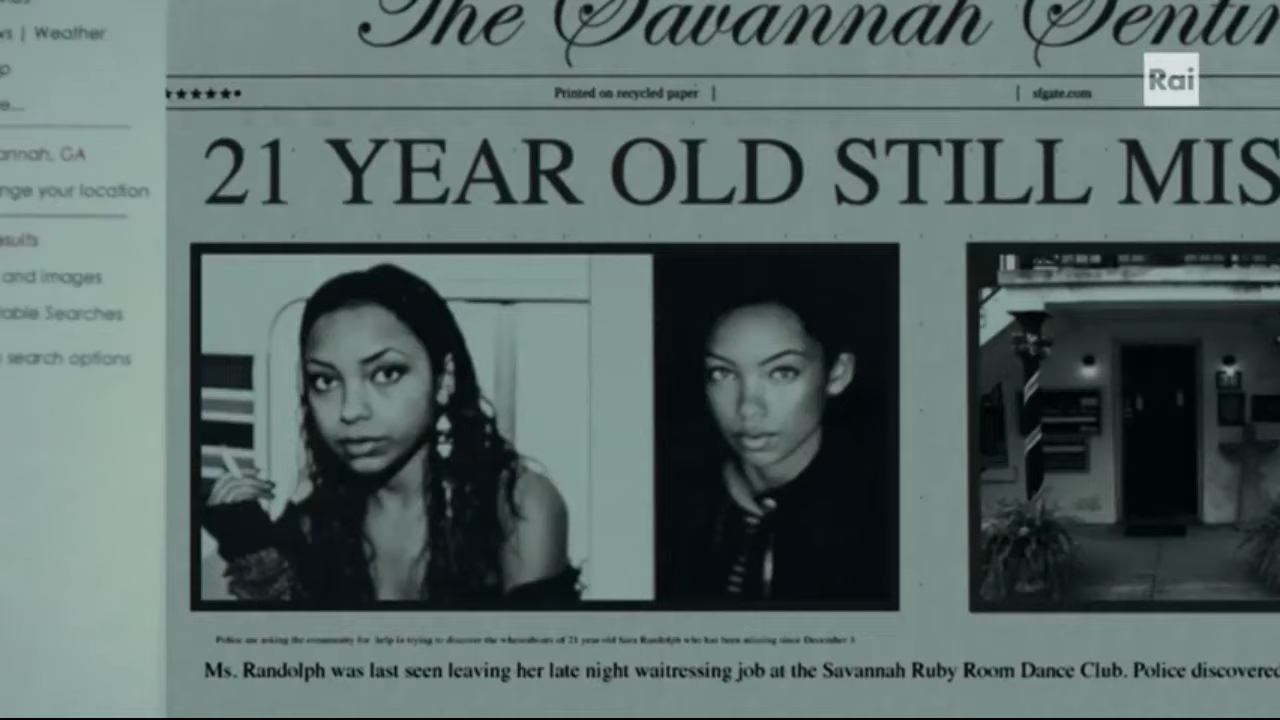 The Savannah Sentin
ws | Weather
Rai
★★★★★• Printed on recycled paper | | sfgate.com
annah, GA
21 YEAR OLD STILL MIS
nge your location
esults
and images
able Searches
search options
Police are asking the community for help in trying to discover the whereabouts of 21 year old Randolph who has been missing since December 3
Ms. Randolph was last seen leaving her late night waitressing job at the Savannah Ruby Room Dance Club. Police discovered